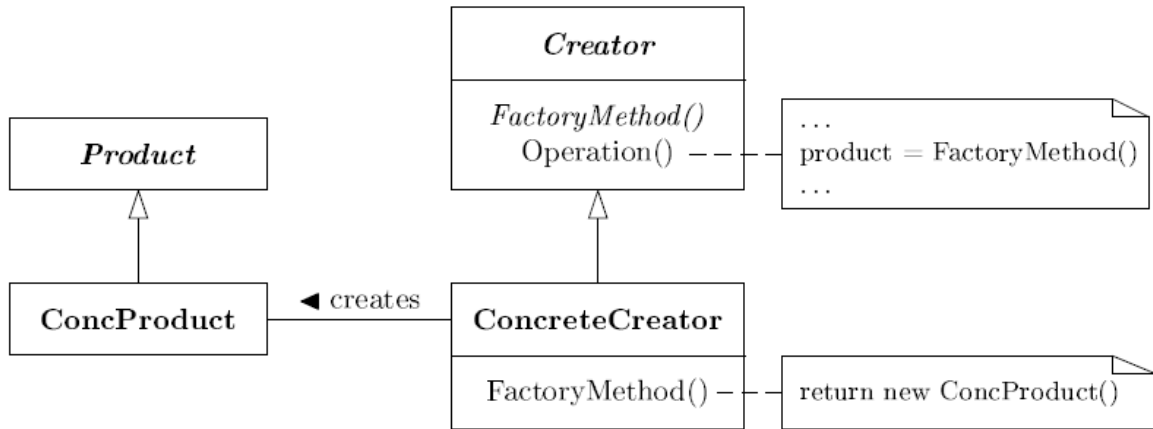 Creator
FactoryMethod()
Operation()
...
product = FactoryMethod()
...
Product
◄ creates
ConcProduct
ConcreteCreator
FactoryMethod()
return new ConcProduct()